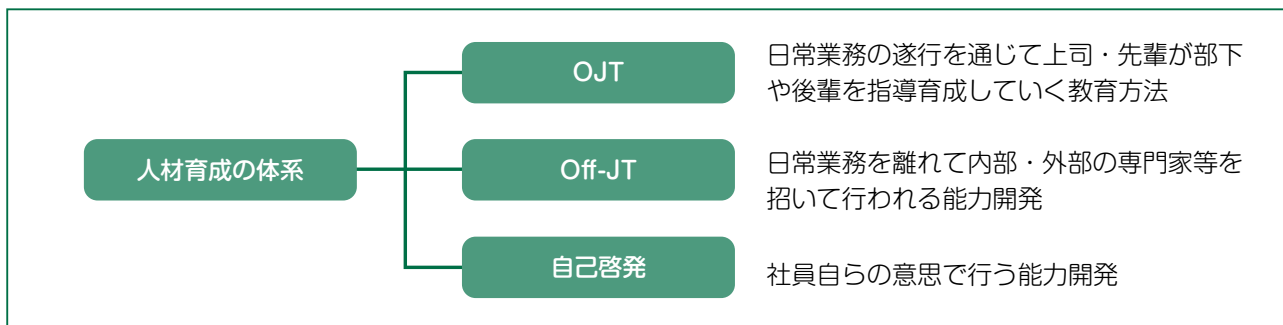 人材育成の体系
OJT
日常業務の遂行を通じて上司・先輩が部下
や後輩を指導育成していく教育方法
Off-JT
日常業務を離れて内部・外部の専門家等を
招いて行われる能力開発
自己啓発
社員自らの意思で行う能力開発